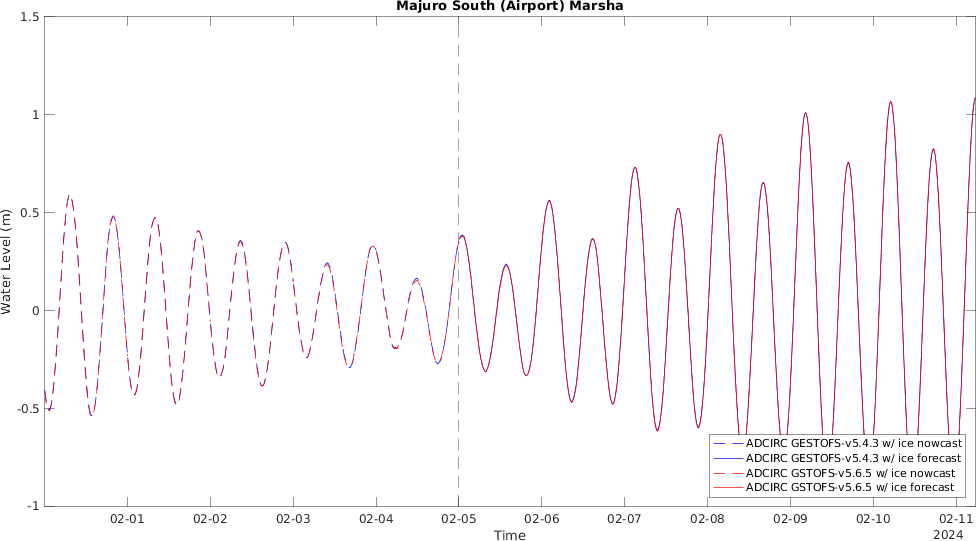 Majuro South (Airport) Marsha
1.5
1
0.5
0
-0.5
-1
Water Level (m)
ADCIRC GESTOFS-v5.4.3 w/ ice nowcast
ADCIRC GESTOFS-v5.4.3 w/ ice forecast
ADCIRC GSTOFS-v5.6.5 w/ ice nowcast
ADCIRC GSTOFS-v5.6.5 w/ ice forecast
02-01 02-02 02-03 02-04 02-05 02-06 02-07 02-08 02-09 02-10 02-11
2024
Time